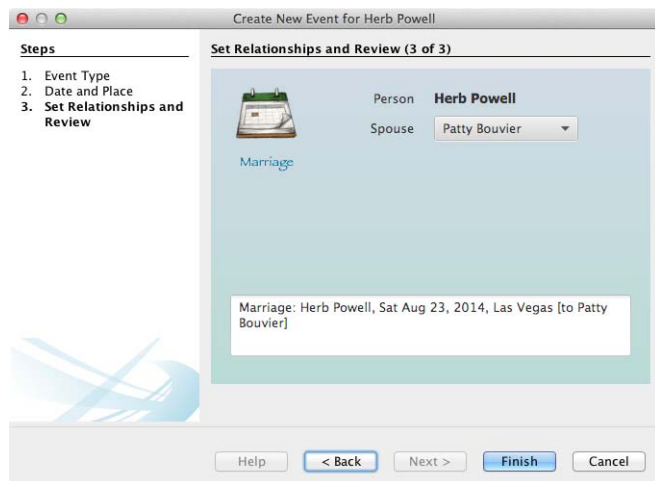 Create New Event for Herb Powell
Steps
1. Event Type
2. Date and Place
3. Set Relationships and
Review
Set Relationships and Review (3 of 3)
Marriage
Person Herb Powell
Spouse Patty Bouvier
Marriage: Herb Powell, Sat Aug 23, 2014, Las Vegas [to Patty
Bouvier]
Help < Back Next > Finish Cancel